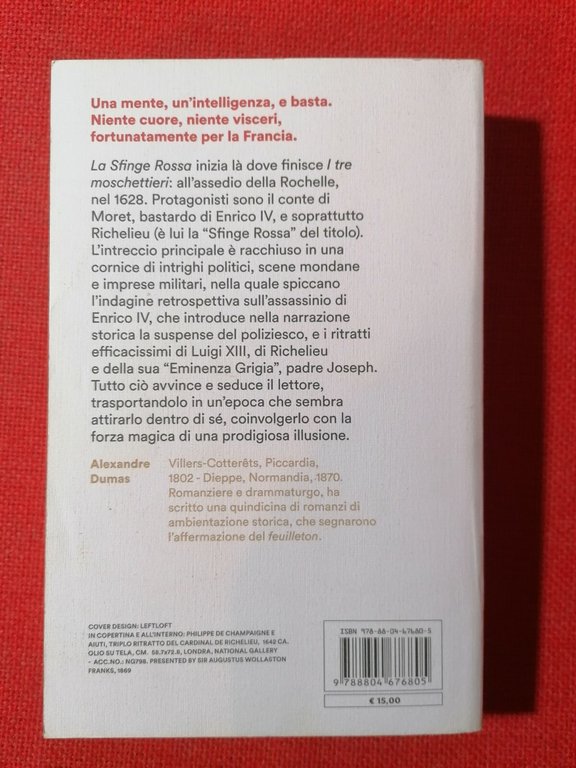 Una mente, un'intelligenza, e basta.
Niente cuore, niente visceri,
fortunatamente per la Francia.
La Sfinge Rossa inizia là dove finisce I tre
moschettieri: all'assedio della Rochelle,
nel 1628. Protagonisti sono il conte di
Moret, bastardo di Enrico IV, e soprattutto
Richelieu (è lui la “Sfinge Rossa” del titolo).
L'intreccio principale è racchiuso in una
cornice di intrighi politici, scene mondane
e imprese militari, nella quale spiccano
l'indagine retrospettiva sull'assassinio di
Enrico IV, che introduce nella narrazione
storica la suspense del poliziesco, e i ritratti
efficacissimi di Luigi XIII, di Richelieu
e della sua “Eminenza Grigia”, padre Joseph.
Tutto ciò avvince e seduce il lettore,
trasportandolo in un'epoca che sembra
attirarlo dentro di sé, coinvolgerlo con la
forza magica di una prodigiosa illusione.
Alexandre
Dumas
Villers-Cotterêts, Piccardia,
1802 - Dieppe, Normandia, 1870.
Romanziere e drammaturgo, ha
scritto una quindicina di romanzi di
ambientazione storica, che segnarono
l'affermazione del feuilleton.
COVER DESIGN: LEFTLOFT
IN COPERTINA E ALL'INTERNO: PHILIPPE DE CHAMPAIGNE E
AIUTI, TRIPLO RITRATTO DEL CARDINAL DE RICHELIEU, 1642 CA.
OLIO SU TELA, CM. 58.7X72.8, LONDRA, NATIONAL GALLERY
- ACC.NO.: NG798. PRESENTED BY SIR AUGUSTUS WOLLASTON
FRANKS, 1869
ISBN 978-88-04-67680-5
9 788804 676805
€ 15,00